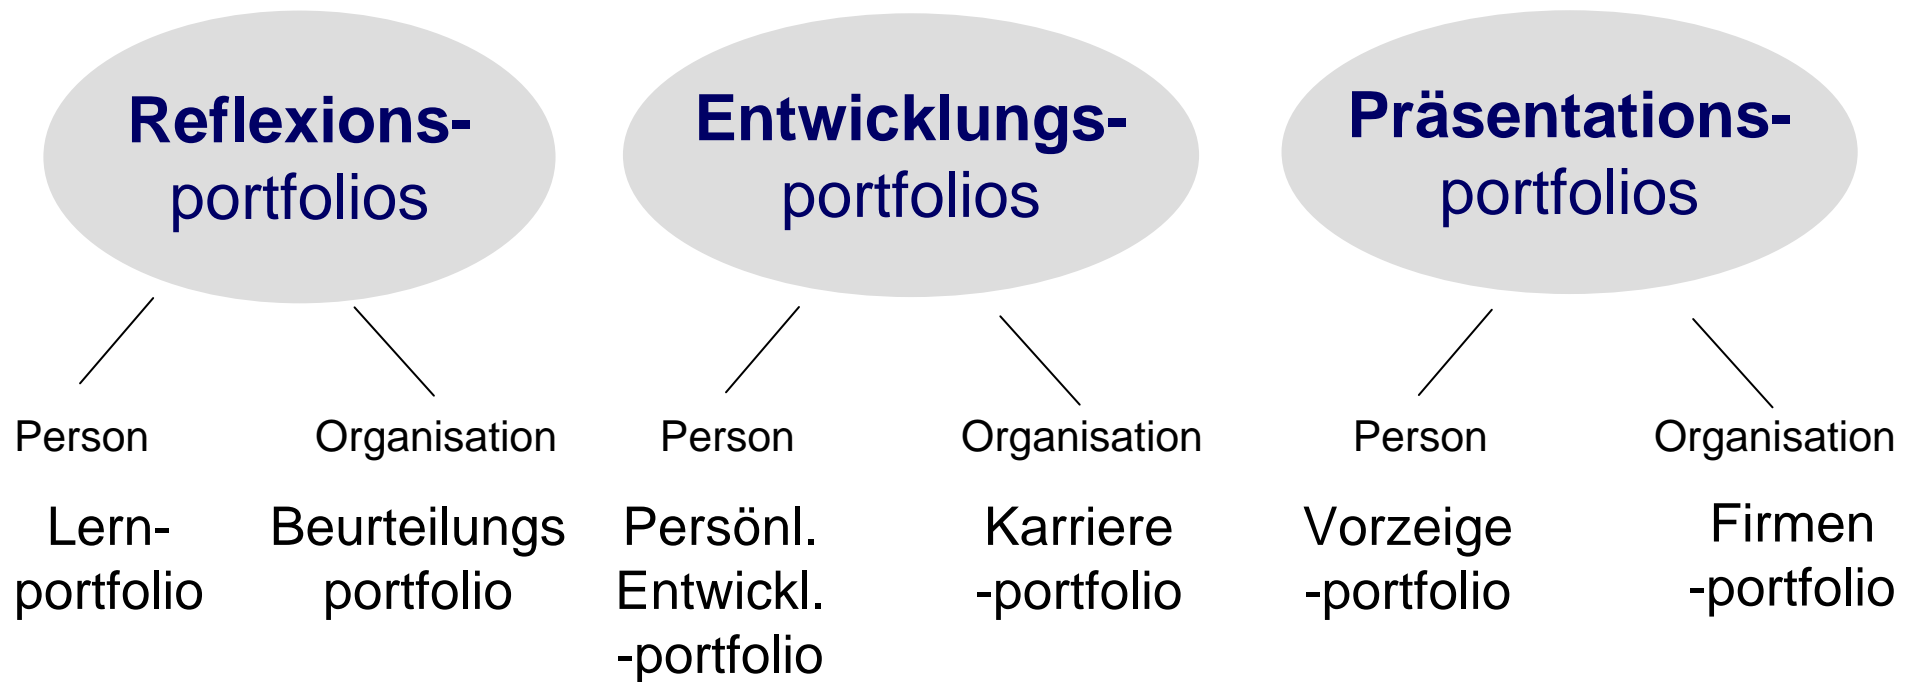 Reflexions-
portfolios
Entwicklungs-
portfolios
Präsentations-
portfolios
Person
Organisation
Person
Organisation
Person
Organisation
Lern-
portfolio
Beurteilungs
portfolio
Persönl.
Entwickl.
-portfolio
Karriere
-portfolio
Vorzeige
-portfolio
Firmen
-portfolio